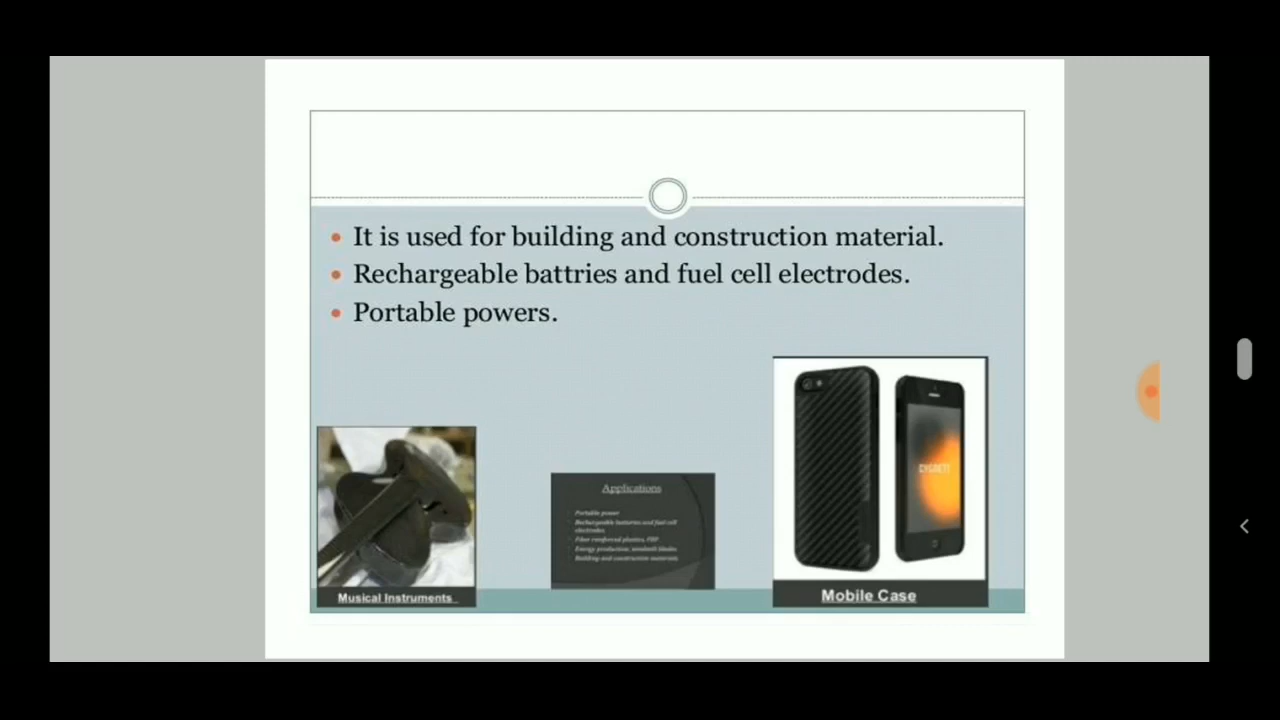 It is used for building and construction material.
Rechargeable battries and fuel cell electrodes.
Portable powers.
CYGNETT
Applications
Portable power
Rechargeable batteries and fuel cell
electrodes
Fiber reinforced plastics, FRP
Energy production, windmill blades
Building and construction materials
Musical Instruments
Mobile Case